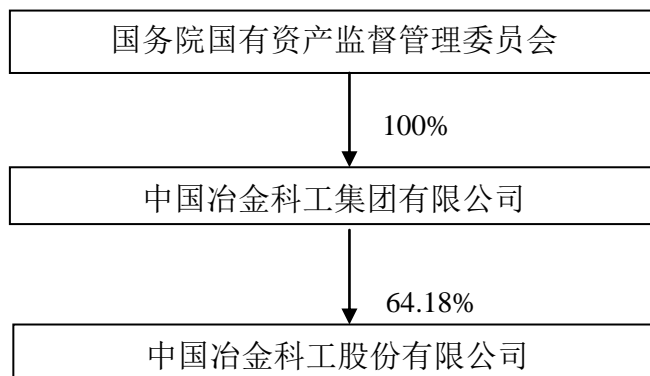 国务院国有资产监督管理委员会
100%
中国冶金科工集团有限公司
64.18%
中国冶金科工股份有限公司